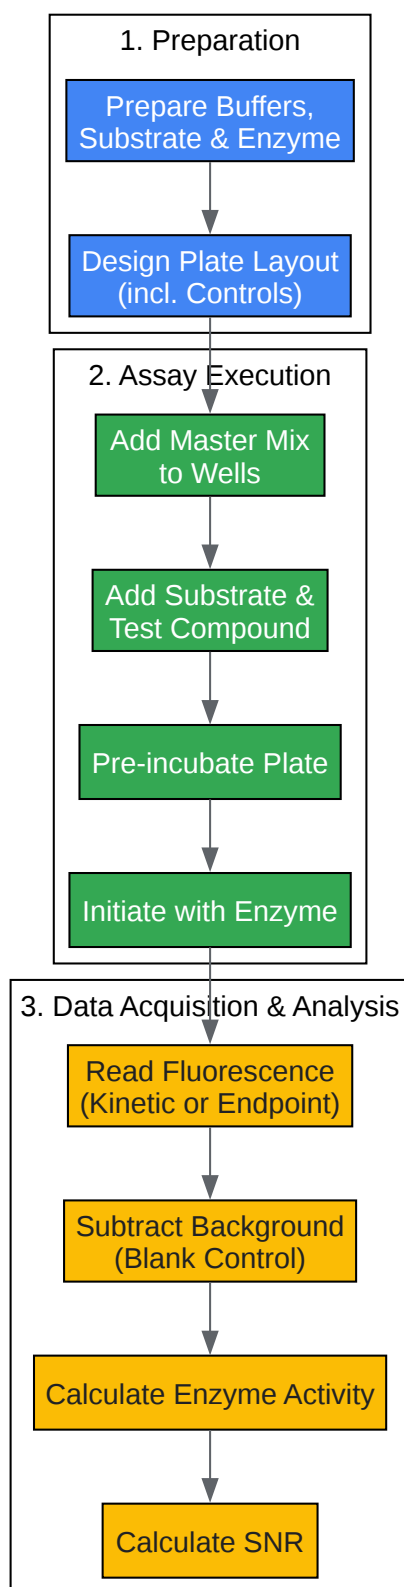 1. Preparation
Prepare Buffers,
Substrate & Enzyme
Design Plate Layout
(incl. Controls)
2. Assay Execution
Add Master Mix
to Wells
Add Substrate &
Test Compound
Pre-incubate Plate
Initiate with Enzyme
3. Data Acquisition & Analysis
Read Fluorescence
(Kinetic or Endpoint)
Subtract Background
(Blank Control)
Calculate Enzyme Activity
Calculate SNR